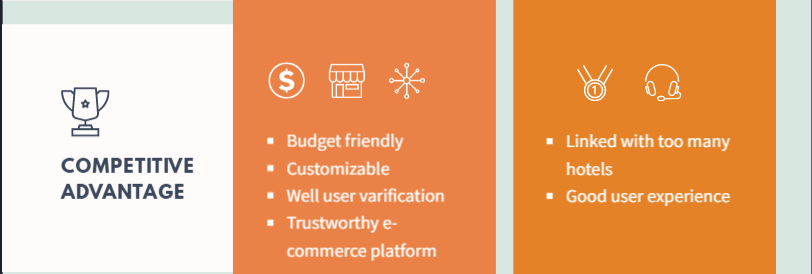 COMPETITIVE
ADVANTAGE
$
Budget friendly
Customizable
Well user varification
Trustworthy e-
commerce platform
1
Linked with too many
hotels
Good user experience